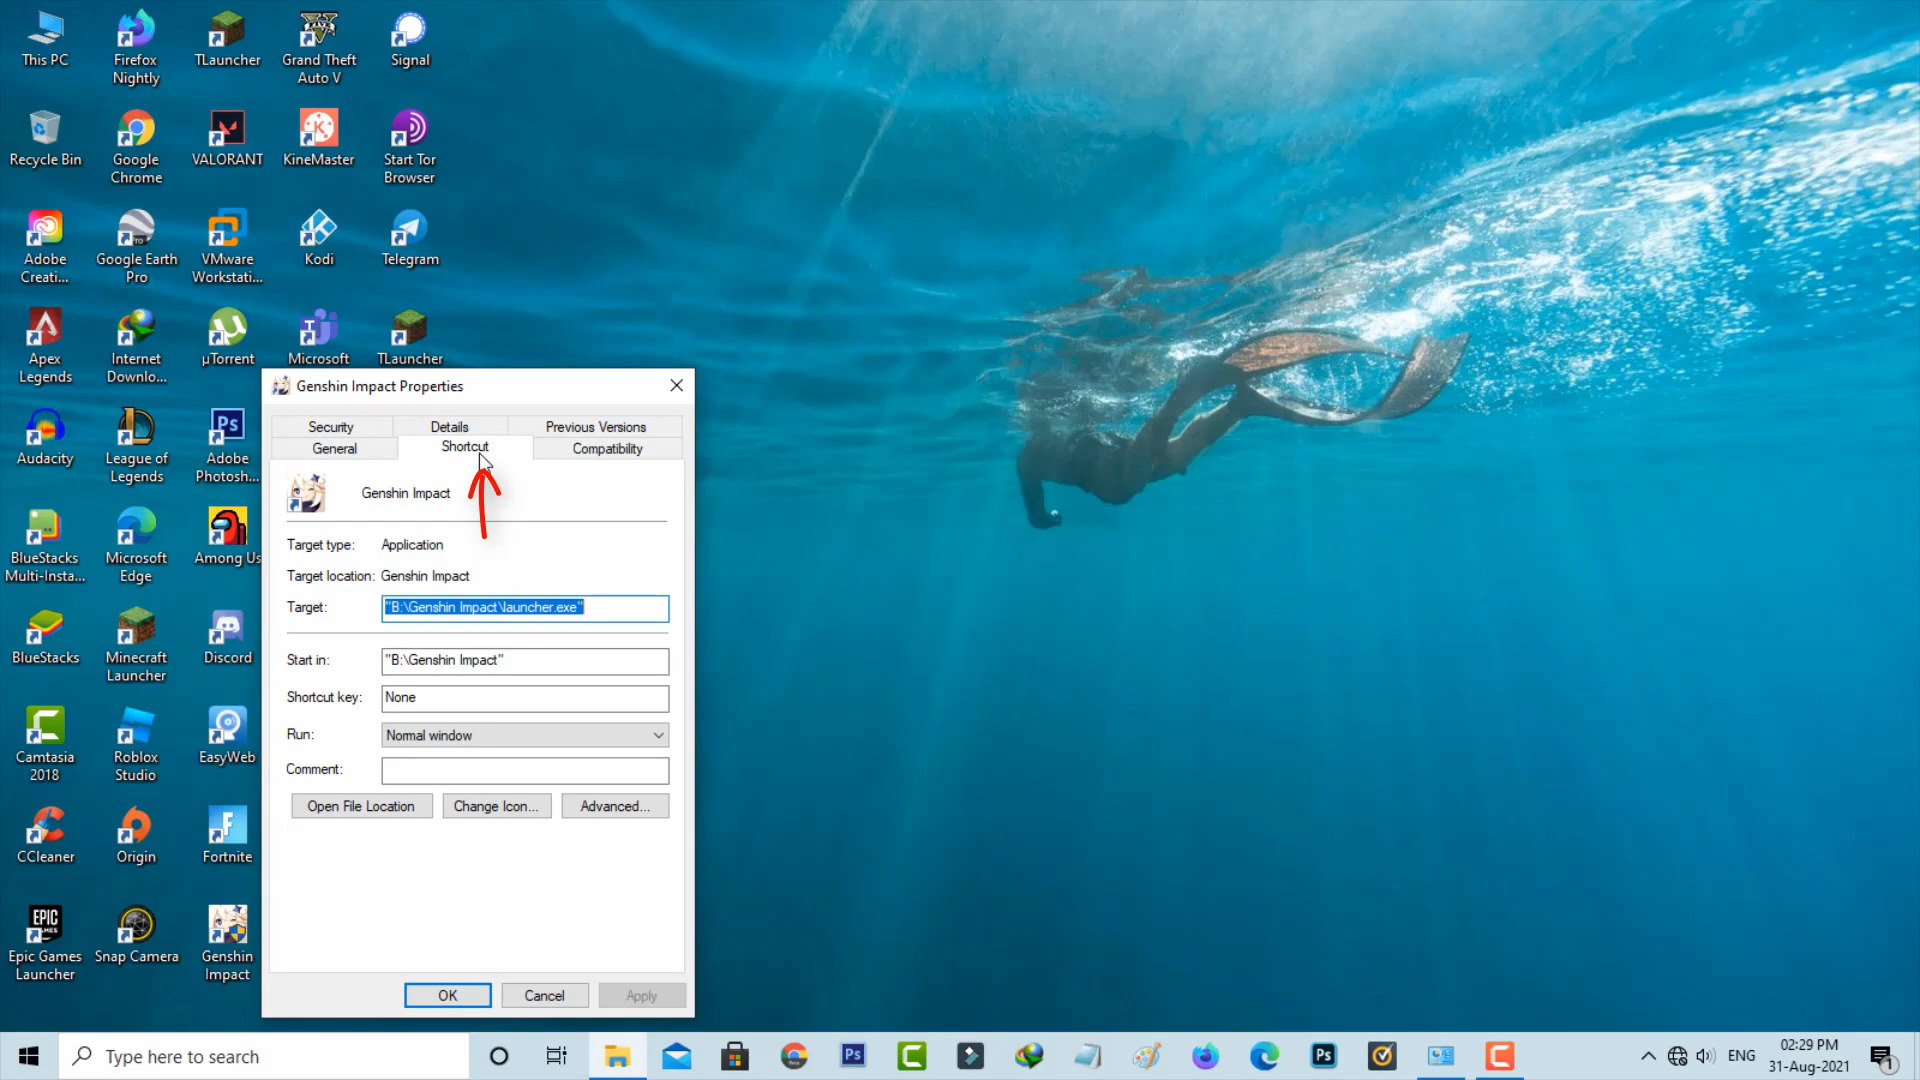 This PC
Firefox
Nightly
TLauncher
Grand Theft
Auto V
Signal
Recycle Bin
Google
Chrome
VALORANT
KineMaster
Start Tor
Browser
Adobe
Creati...
Google Earth
Pro
VMware
Workstati...
Kodi
Telegram
Apex
Legends
Internet
Downlo...
µTorrent
Microsoft
TLauncher
Audacity
League of
Legends
Adobe
Photosh...
BlueStacks
Multi-Insta...
Microsoft
Edge
Among Us
BlueStacks
Minecraft
Launcher
Discord
Camtasia
2018
Roblox
Studio
EasyWeb
CCleaner
Origin
Fortnite
EPIC
GAMES
Epic Games
Launcher
Snap Camera
Genshin
Impact
Genshin Impact Properties
Security
Details
Previous Versions
General
Shortcut
Compatibility
Genshin Impact
Target type: Application
Target location: Genshin Impact
Target: "B:\Genshin Impact\launcher.exe"
Start in: "B:\Genshin Impact"
Shortcut key: None
Run: Normal window
Comment:
Open File Location
Change Icon...
Advanced...
OK
Cancel
Apply
Type here to search
Ps
Ps
ENG
02:29 PM
31-Aug-2021
1